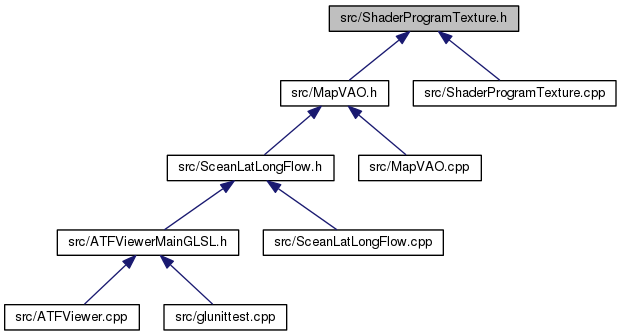 src/ShaderProgramTexture.h
src/MapVAO.h
src/ShaderProgramTexture.cpp
src/SceanLatLongFlow.h
src/MapVAO.cpp
src/ATFViewerMainGLSL.h
src/SceanLatLongFlow.cpp
src/ATFViewer.cpp
src/glunittest.cpp